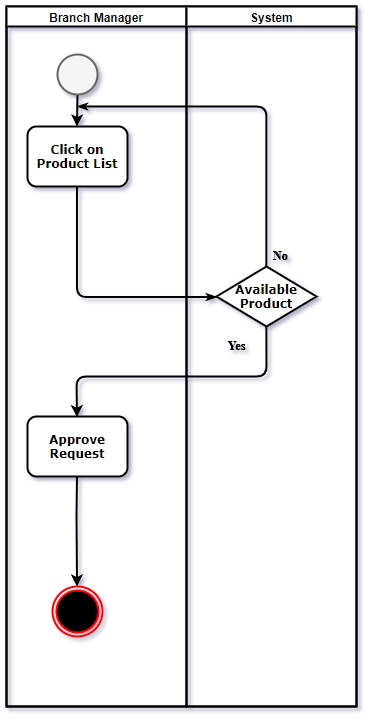 Branch Manager
System
Click on
Product List
No
Available
Product
Yes
Approve
Request